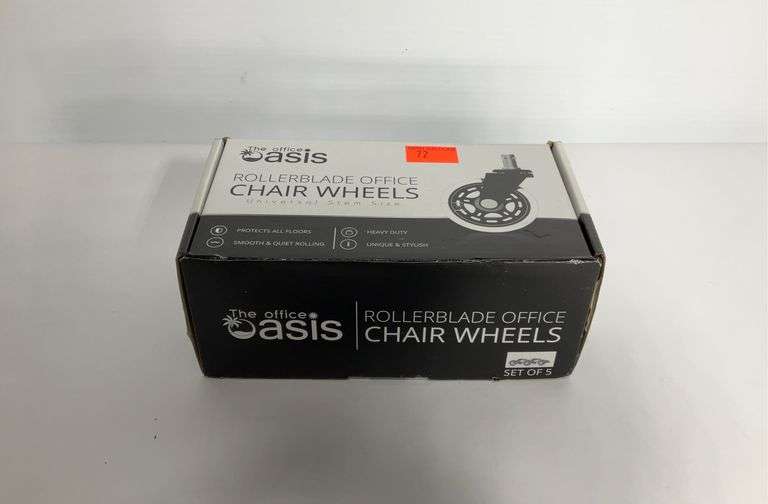 The office
Oasis
72
ROLLERBLADE OFFICE
CHAIR WHEELS
Universal Stem Size
PROTECTS ALL FLOORS
HEAVY DUTY
SMOOTH & QUIET ROLLING
UNIQUE & STYLISH
The office
Oasis
ROLLERBLADE OFFICE
CHAIR WHEELS
SET OF 5